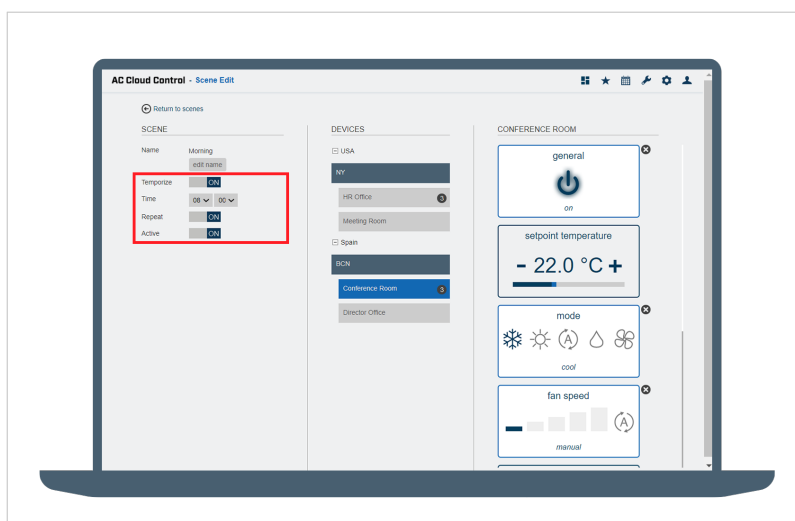 AC Cloud Control - Scene Edit
Return to scenes
SCENE
Name Morning
edit name
Temporize ON
Time 08 00
Repeat ON
Active ON
DEVICES
USA
NY
HR Office 3
Meeting Room
Spain
BCN
Conference Room 3
Director Office
CONFERENCE ROOM
general
on
setpoint temperature
- 22.0 °C +
mode
A
cool
fan speed
A
manual